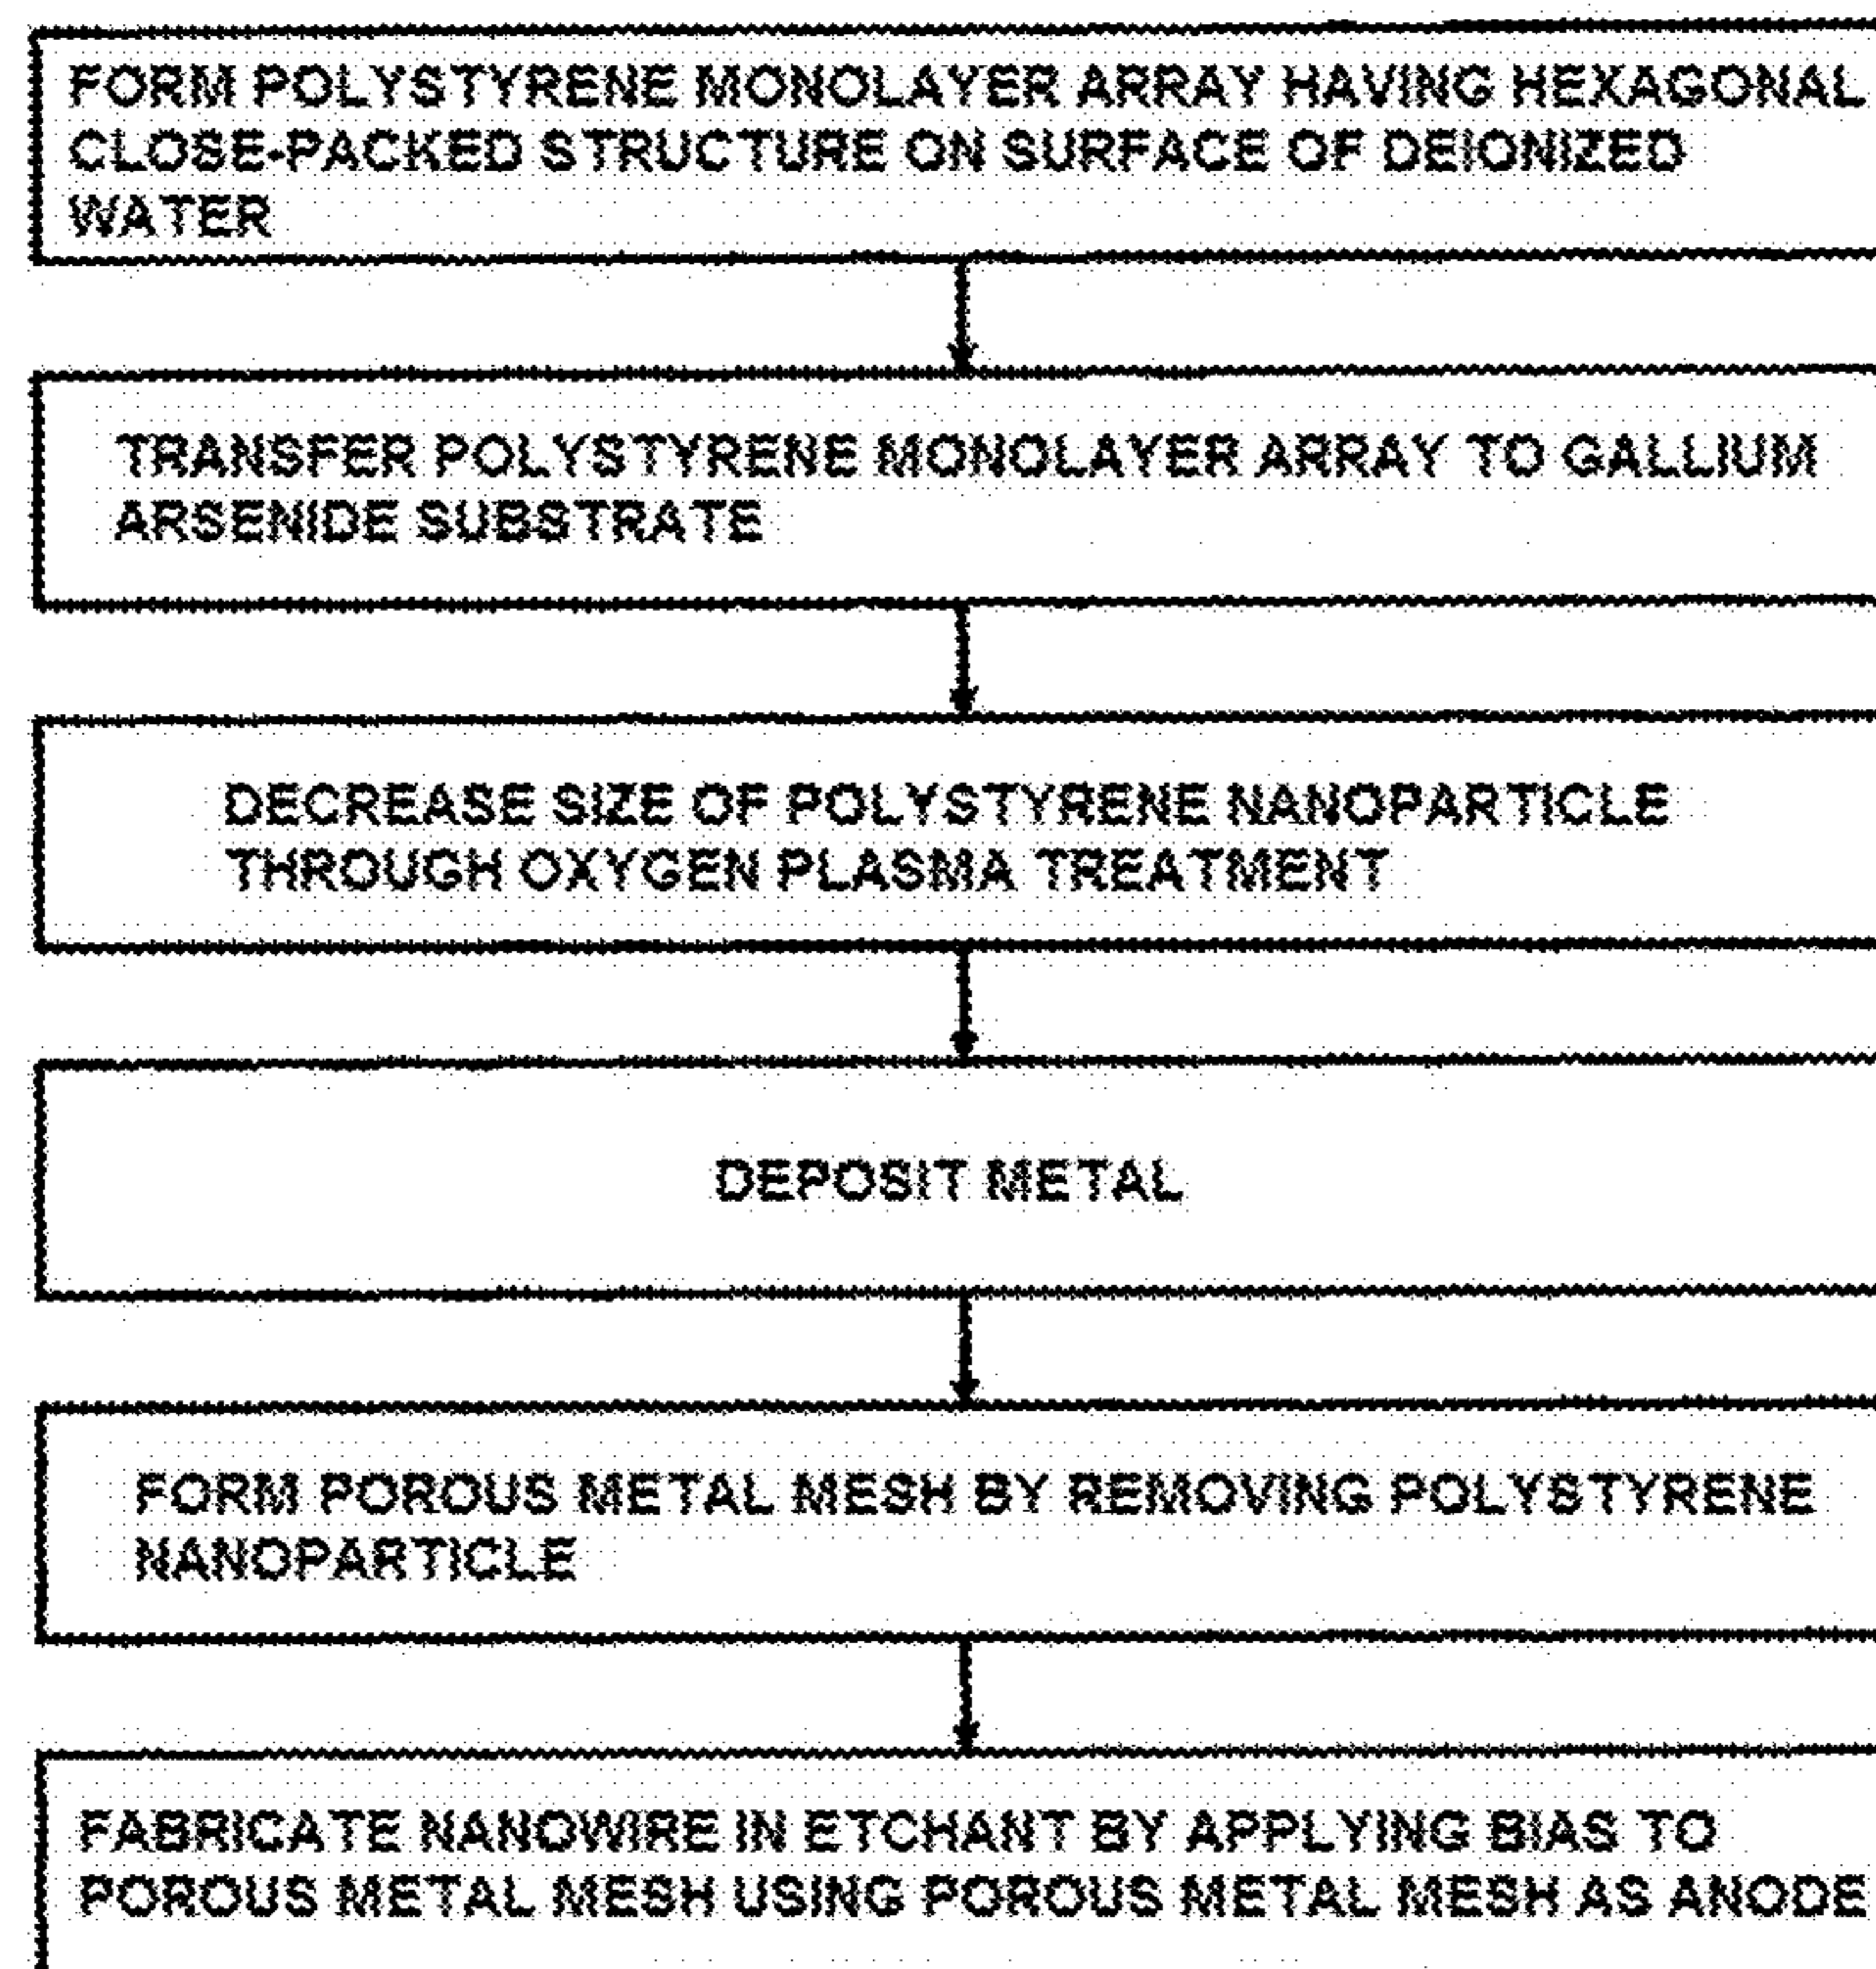 FORM POLYSTYRENE MONOLAYER ARRAY HAVING HEXAGONAL
CLOSE-PACKED STRUCTURE ON SURFACE OF DEIONIZED
WATER
TRANSFER POLYSTYRENE MONOLAYER ARRAY TO GALLIUM
ARSENIDE SUBSTRATE
DECREASE SIZE OF POLYSTYRENE NANOPARTICLE
THROUGH OXYGEN PLASMA TREATMENT
DEPOSIT METAL
FORM POROUS METAL MESH BY REMOVING POLYSTYRENE
NANOPARTICLE
FABRICATE NANOWIRE IN ETCHANT BY APPLYING BIAS TO
POROUS METAL MESH USING POROUS METAL MESH AS ANODE